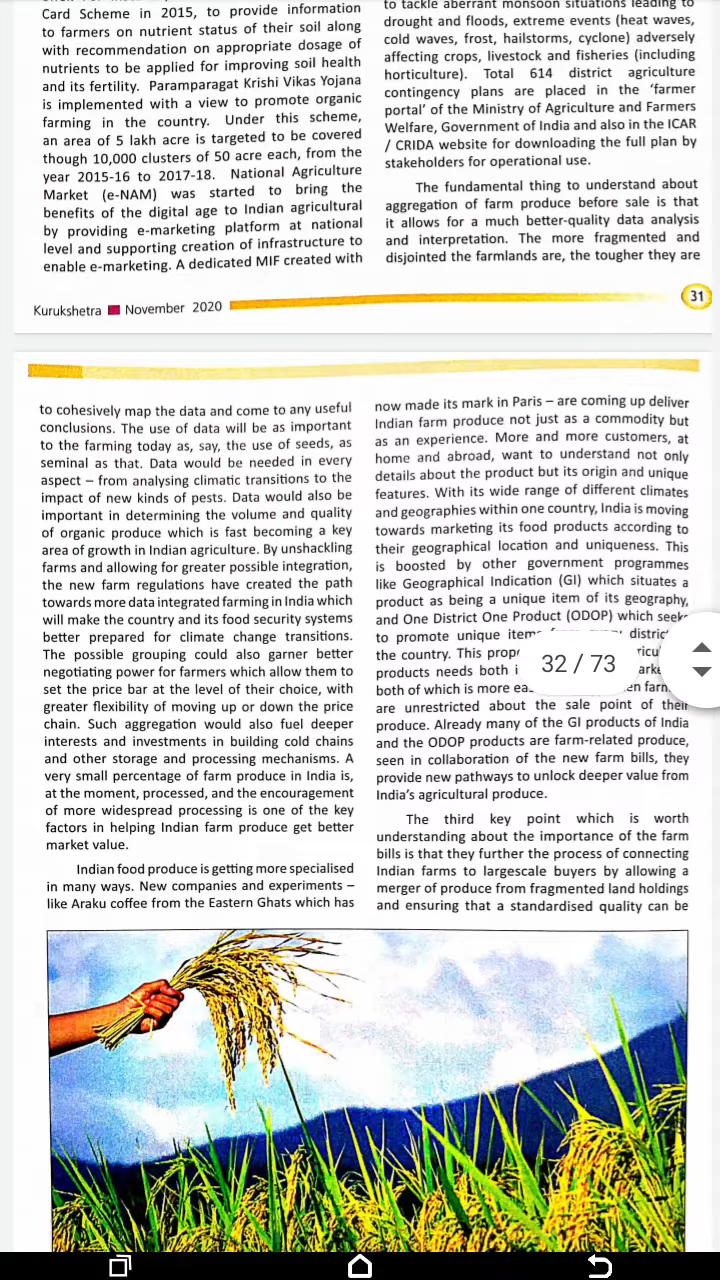 Card Scheme in 2015, to provide information
to farmers on nutrient status of their soil along
with recommendation on appropriate dosage of
nutrients to be applied for improving soil health
and its fertility. Paramparagat Krishi Vikas Yojana
is implemented with a view to promote organic
farming in the country. Under this scheme,
an area of 5 lakh acre is targeted to be covered
though 10,000 clusters of 50 acre each, from the
year 2015-16 to 2017-18. National Agriculture
Market (e-NAM) was started to bring the
benefits of the digital age to Indian agricultural
by providing e-marketing platform at national
level and supporting creation of infrastructure to
enable e-marketing. A dedicated MIF created with
to tackle aberrant monsoon situations leading to
drought and floods, extreme events (heat waves,
cold waves, frost, hailstorms, cyclone) adversely
affecting crops, livestock and fisheries (including
horticulture). Total 614 district agriculture
contingency plans are placed in the ‘farmer
portal’ of the Ministry of Agriculture and Farmers
Welfare, Government of India and also in the ICAR
/ CRIDA website for downloading the full plan by
stakeholders for operational use.
The fundamental thing to understand about
aggregation of farm produce before sale is that
it allows for a much better-quality data analysis
and interpretation. The more fragmented and
disjointed the farmlands are, the tougher they are
Kurukshetra November 2020
31
to cohesively map the data and come to any useful
conclusions. The use of data will be as important
to the farming today as, say, the use of seeds, as
seminal as that. Data would be needed in every
aspect – from analysing climatic transitions to the
impact of new kinds of pests. Data would also be
important in determining the volume and quality
of organic produce which is fast becoming a key
area of growth in Indian agriculture. By unshackling
farms and allowing for greater possible integration,
the new farm regulations have created the path
towards more data integrated farming in India which
will make the country and its food security systems
better prepared for climate change transitions.
The possible grouping could also garner better
negotiating power for farmers which allow them to
set the price bar at the level of their choice, with
greater flexibility of moving up or down the price
chain. Such aggregation would also fuel deeper
interests and investments in building cold chains
and other storage and processing mechanisms. A
very small percentage of farm produce in India is,
at the moment, processed, and the encouragement
of more widespread processing is one of the key
factors in helping Indian farm produce get better
market value.
Indian food produce is getting more specialised
in many ways. New companies and experiments –
like Araku coffee from the Eastern Ghats which has
now made its mark in Paris – are coming up deliver
Indian farm produce not just as a commodity but
as an experience. More and more customers, at
home and abroad, want to understand not only
details about the product but its origin and unique
features. With its wide range of different climates
and geographies within one country, India is moving
towards marketing its food products according to
their geographical location and uniqueness. This
is boosted by other government programmes
like Geographical Indication (GI) which situates a
product as being a unique item of its geography,
and One District One Product (ODOP) which seeks
to promote unique
the country. This
products needs both
both of which is more
are unrestricted about the sale point of their
produce. Already many of the GI products of India
and the ODOP products are farm-related produce,
seen in collaboration of the new farm bills, they
provide new pathways to unlock deeper value from
India’s agricultural produce.
The third key point which is worth
understanding about the importance of the farm
bills is that they further the process of connecting
Indian farms to largescale buyers by allowing a
merger of produce from fragmented land holdings
and ensuring that a standardised quality can be
32 / 73